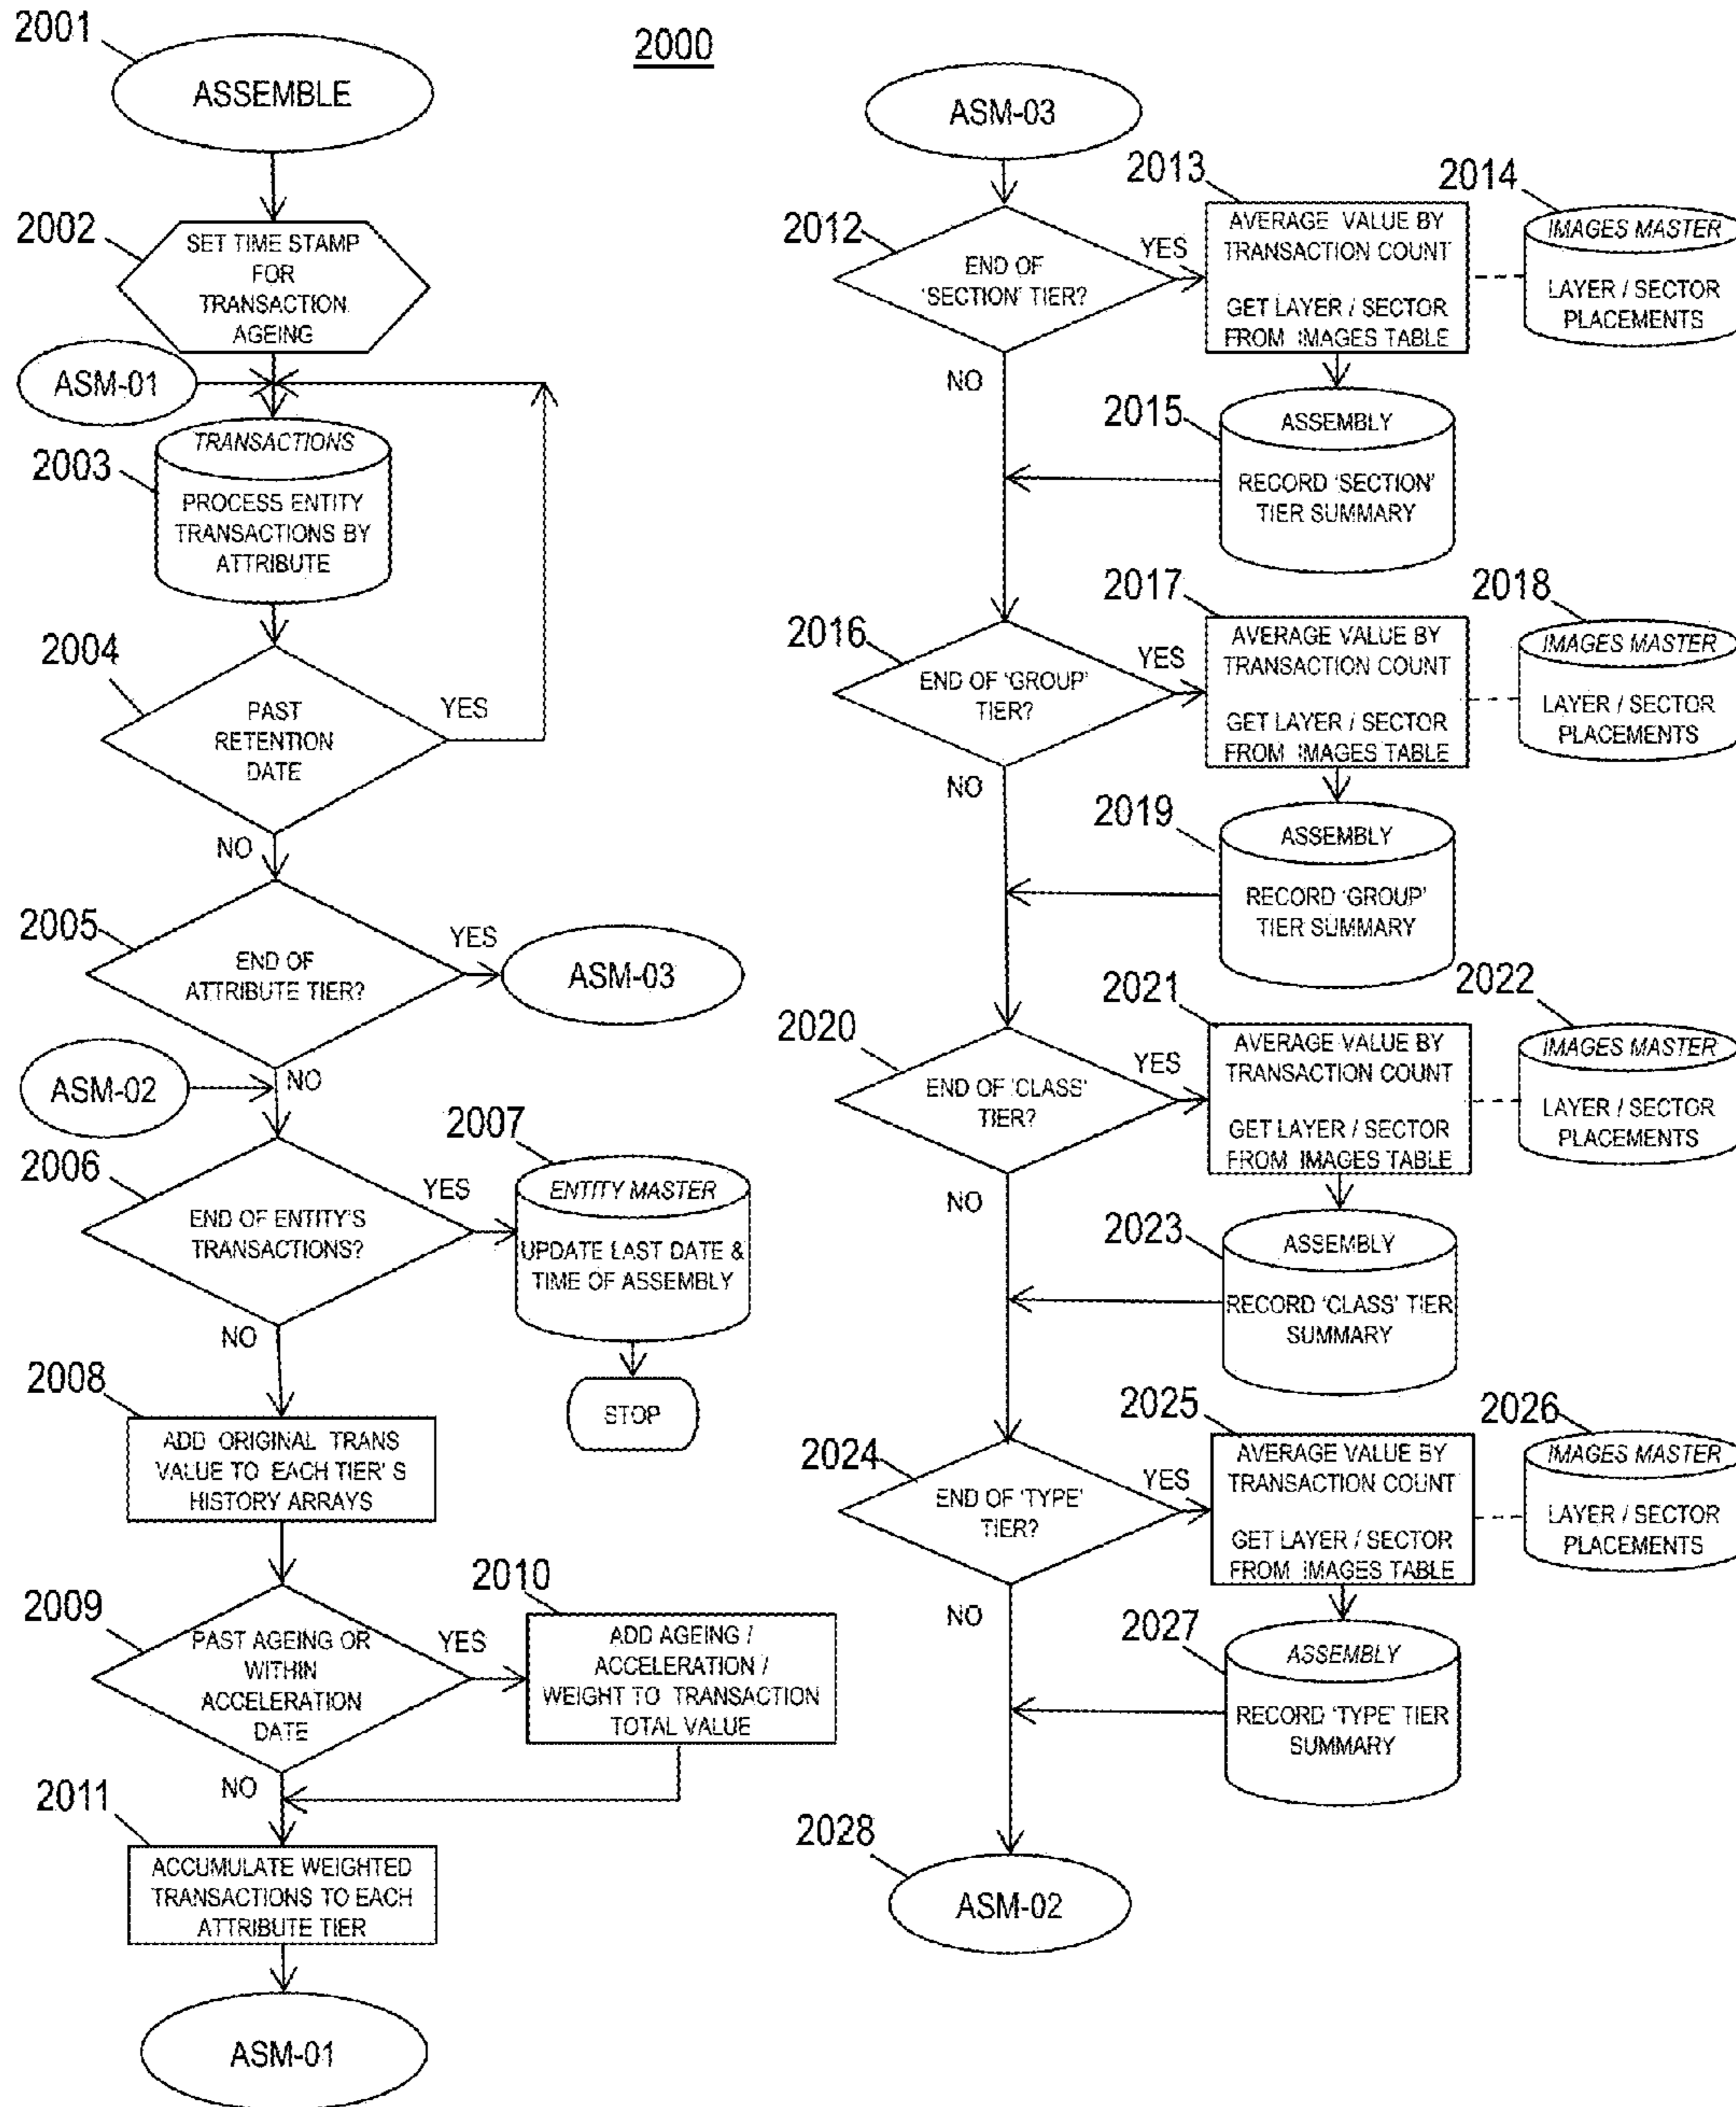 2000
2001
ASSEMBLE
2002
SET TIME STAMP
FOR
TRANSACTION
AGEING
ASM-01
2003
TRANSACTIONS
PROCESS ENTITY
TRANSACTIONS BY
ATTRIBUTE
2004
PAST
RETENTION
DATE
YES
NO
2005
END OF
ATTRIBUTE TIER?
YES
ASM-03
NO
ASM-02
2006
END OF ENTITY'S
TRANSACTIONS?
YES
2007
ENTITY MASTER
UPDATE LAST DATE &
TIME OF ASSEMBLY
STOP
NO
2008
ADD ORIGINAL TRANS
VALUE TO EACH TIER' S
HISTORY ARRAYS
2009
PAST AGEING OR
WITHIN
ACCELERATION
DATE
YES
2010
ADD AGEING /
ACCELERATION /
WEIGHT TO TRANSACTION
TOTAL VALUE
NO
2011
ACCUMULATE WEIGHTED
TRANSACTIONS TO EACH
ATTRIBUTE TIER
ASM-01
ASM-03
2012
END OF
'SECTION' TIER?
YES
2013
AVERAGE VALUE BY
TRANSACTION COUNT
GET LAYER / SECTOR
FROM IMAGES TABLE
2014
IMAGES MASTER
LAYER / SECTOR
PLACEMENTS
NO
2015
ASSEMBLY
RECORD 'SECTION'
TIER SUMMARY
2016
END OF 'GROUP'
TIER?
YES
2017
AVERAGE VALUE BY
TRANSACTION COUNT
GET LAYER / SECTOR
FROM IMAGES TABLE
2018
IMAGES MASTER
LAYER / SECTOR
PLACEMENTS
NO
2019
ASSEMBLY
RECORD 'GROUP'
TIER SUMMARY
2020
END OF 'CLASS'
TIER?
YES
2021
AVERAGE VALUE BY
TRANSACTION COUNT
GET LAYER / SECTOR
FROM IMAGES TABLE
2022
IMAGES MASTER
LAYER / SECTOR
PLACEMENTS
NO
2023
ASSEMBLY
RECORD 'CLASS' TIER
SUMMARY
2024
END OF 'TYPE'
TIER?
YES
2025
AVERAGE VALUE BY
TRANSACTION COUNT
GET LAYER / SECTOR
FROM IMAGES TABLE
2026
IMAGES MASTER
LAYER / SECTOR
PLACEMENTS
NO
2027
ASSEMBLY
RECORD 'TYPE' TIER
SUMMARY
2028
ASM-02